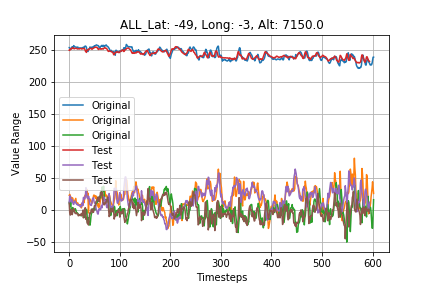 ALL_Lat: -49, Long: -3, Alt: 7150.0
250
200
150
100
50
0
−50
Value Range
Original
Original
Original
Test
Test
Test
0 100 200 300 400 500 600
Timesteps